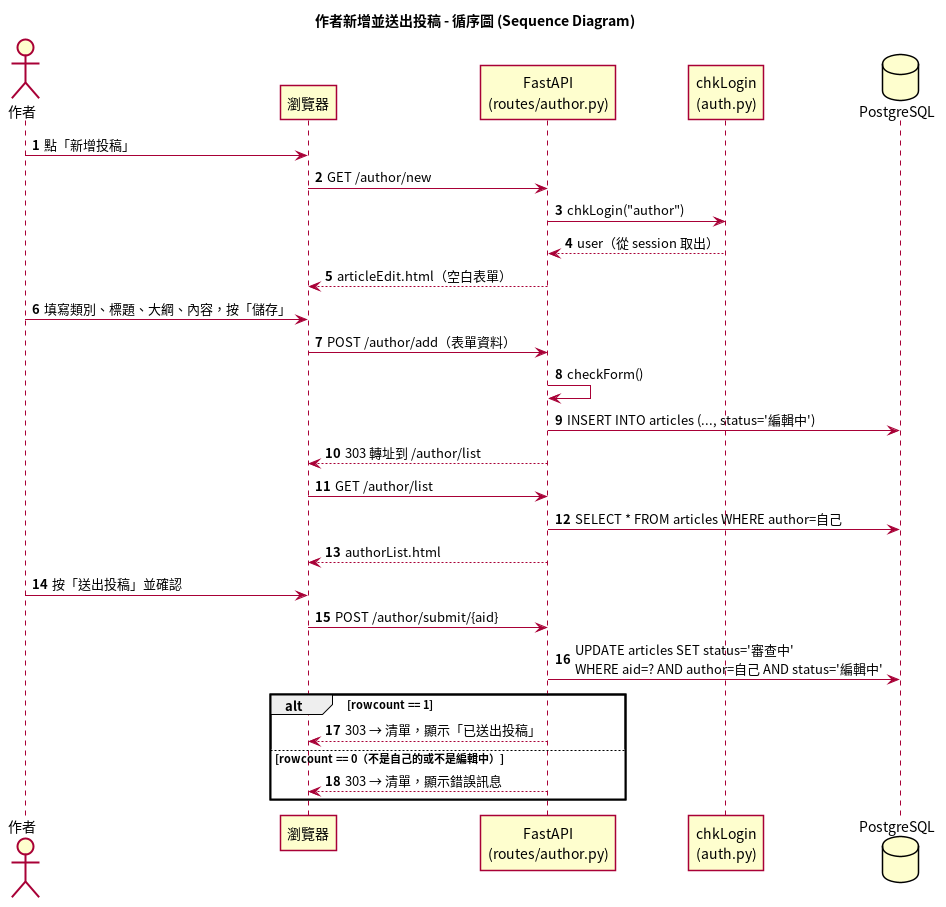 作者新增並送出投稿 - 循序圖 (Sequence Diagram)
作者
瀏覽器
FastAPI
(routes/author.py)
chkLogin
(auth.py)
PostgreSQL
1 點「新增投稿」
2 GET /author/new
3 chkLogin("author")
4 user（從 session 取出）
5 articleEdit.html（空白表單）
6 填寫類別、標題、大綱、內容，按「儲存」
7 POST /author/add（表單資料）
8 checkForm()
9 INSERT INTO articles (..., status='編輯中')
10 303 轉址到 /author/list
11 GET /author/list
12 SELECT * FROM articles WHERE author=自己
13 authorList.html
14 按「送出投稿」並確認
15 POST /author/submit/{aid}
16 UPDATE articles SET status='審查中'
WHERE aid=? AND author=自己 AND status='編輯中'
alt [rowcount == 1]
17 303 → 清單，顯示「已送出投稿」
[rowcount == 0（不是自己的或不是編輯中）]
18 303 → 清單，顯示錯誤訊息
作者
瀏覽器
FastAPI
(routes/author.py)
chkLogin
(auth.py)
PostgreSQL